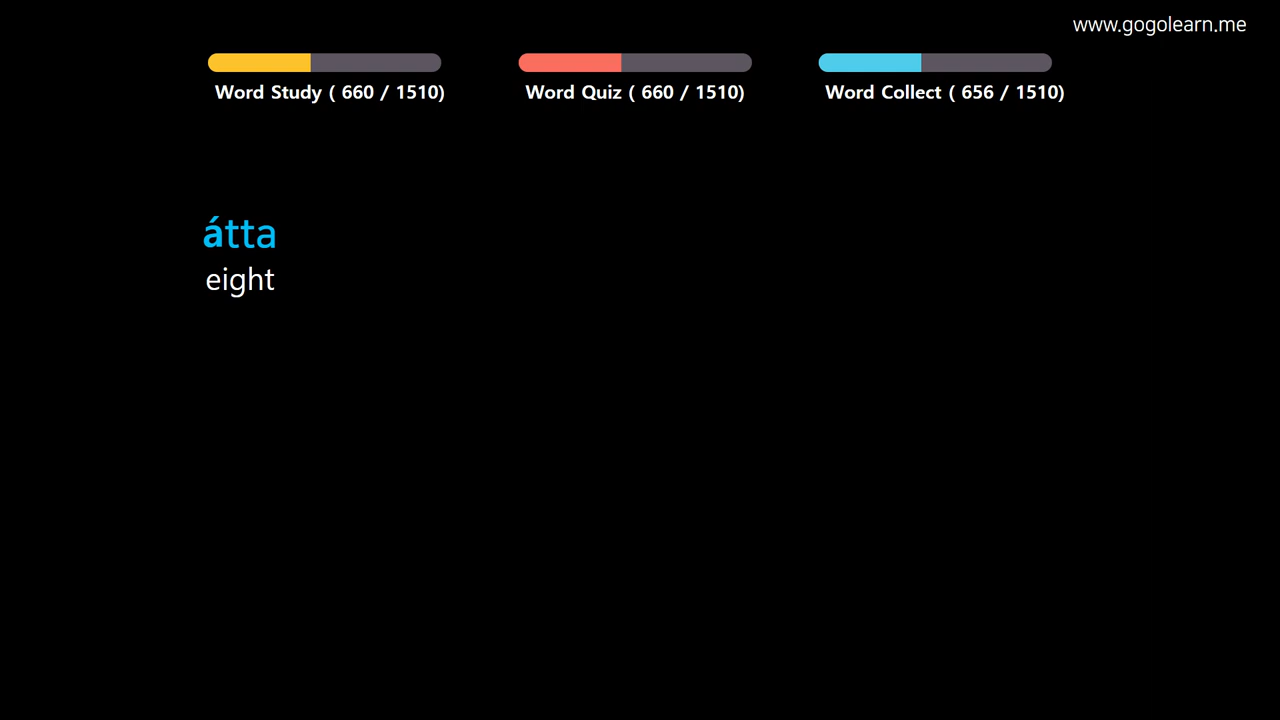 www.gogolearn.me
Word Study ( 660 / 1510)
Word Quiz ( 660 / 1510)
Word Collect ( 656 / 1510)
átta
eight